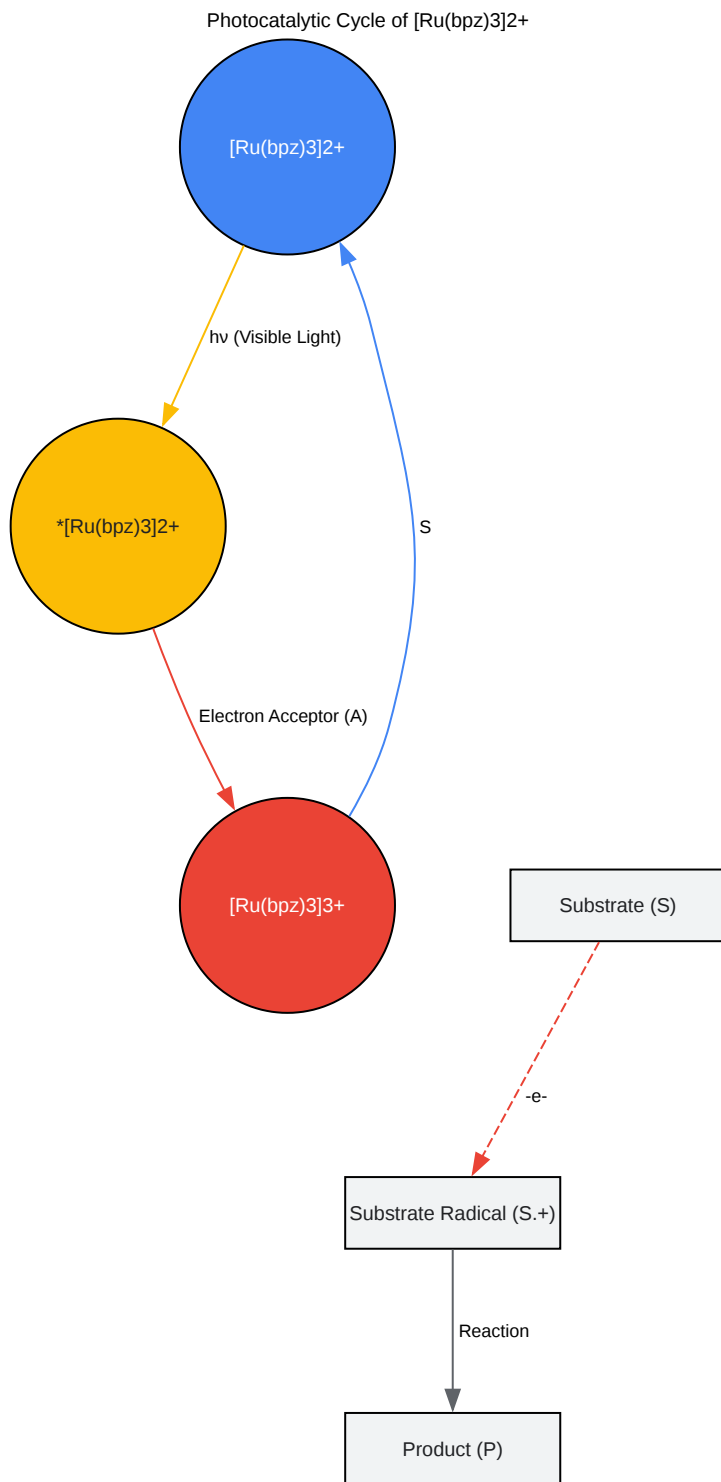 Photocatalytic Cycle of [Ru(bpz)3]2+
[Ru(bpz)3]2+
hν (Visible Light)
*[Ru(bpz)3]2+
S
Electron Acceptor (A)
[Ru(bpz)3]3+
Substrate (S)
-e-
Substrate Radical (S.+)
Reaction
Product (P)